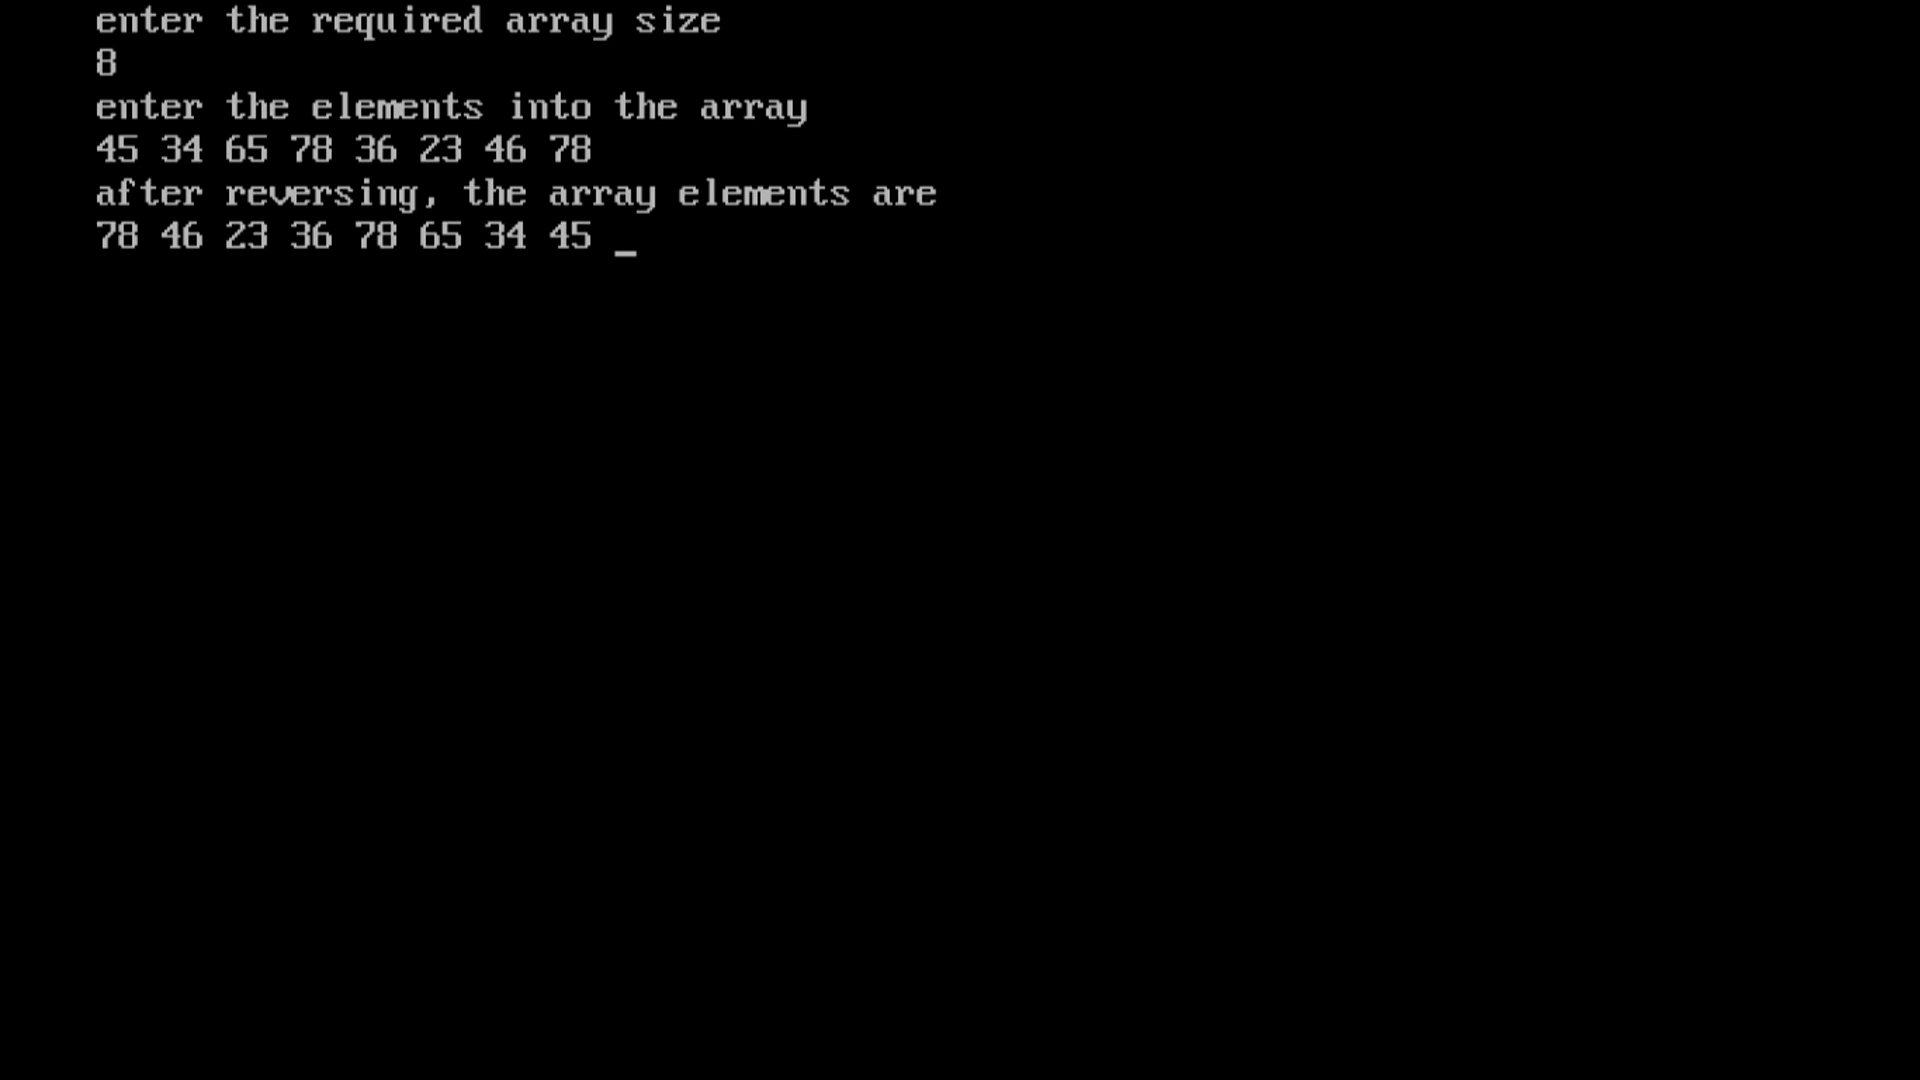 enter the required array size
8
enter the elements into the array
45 34 65 78 36 23 46 78
after reversing, the array elements are
78 46 23 36 78 65 34 45 _